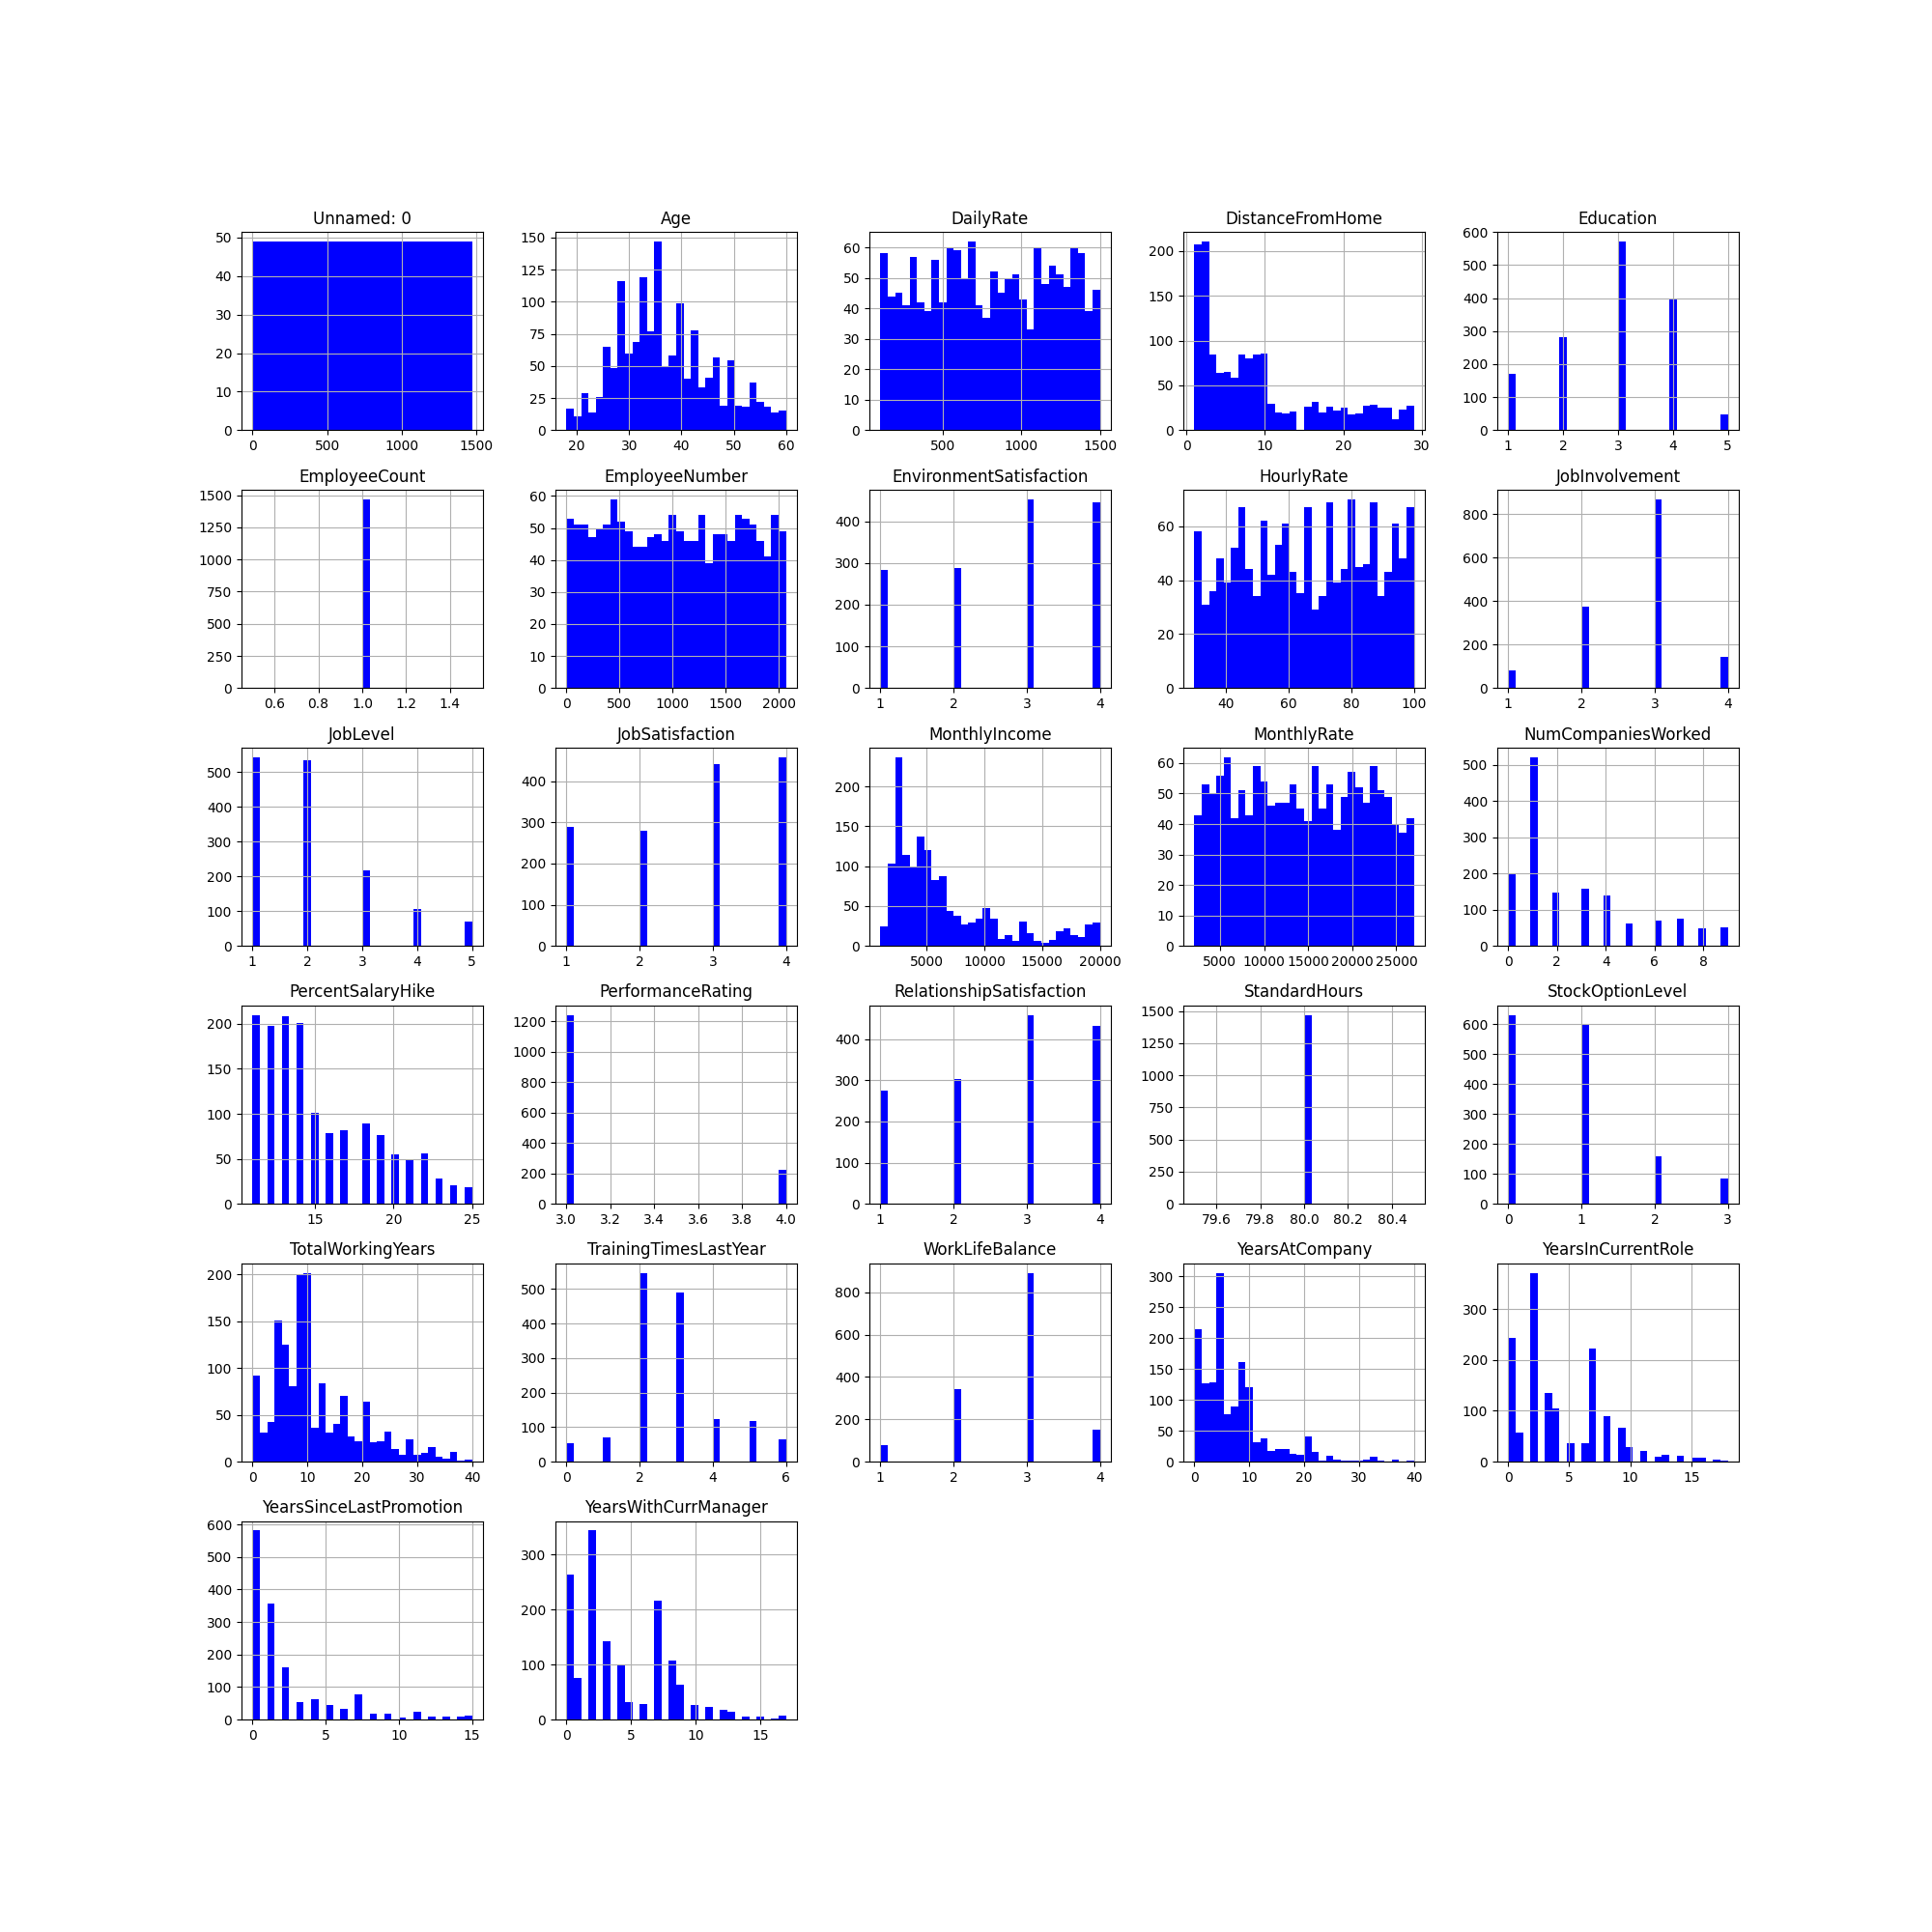 Unnamed: 0
50
40
30
20
10
0
0 500 1000 1500
Age
150
125
100
75
50
25
0
20 30 40 50 60
DailyRate
60
50
40
30
20
10
0
500 1000 1500
DistanceFromHome
200
150
100
50
0
0 10 20 30
Education
600
500
400
300
200
100
0
1 2 3 4 5
EmployeeCount
1500
1250
1000
750
500
250
0
0.6 0.8 1.0 1.2 1.4
EmployeeNumber
60
50
40
30
20
10
0
0 500 1000 1500 2000
EnvironmentSatisfaction
400
300
200
100
0
1 2 3 4
HourlyRate
60
40
20
0
40 60 80 100
JobInvolvement
800
600
400
200
0
1 2 3 4
JobLevel
500
400
300
200
100
0
1 2 3 4 5
JobSatisfaction
400
300
200
100
0
1 2 3 4
MonthlyIncome
200
150
100
50
0
5000 10000 15000 20000
MonthlyRate
60
50
40
30
20
10
0
5000 10000 15000 20000 25000
NumCompaniesWorked
500
400
300
200
100
0
0 2 4 6 8
PercentSalaryHike
200
150
100
50
0
15 20 25
PerformanceRating
1200
1000
800
600
400
200
0
3.0 3.2 3.4 3.6 3.8 4.0
RelationshipSatisfaction
400
300
200
100
0
1 2 3 4
StandardHours
1500
1250
1000
750
500
250
0
79.6 79.8 80.0 80.2 80.4
StockOptionLevel
600
500
400
300
200
100
0
0 1 2 3
TotalWorkingYears
200
150
100
50
0
0 10 20 30 40
TrainingTimesLastYear
500
400
300
200
100
0
0 2 4 6
WorkLifeBalance
800
600
400
200
0
1 2 3 4
YearsAtCompany
300
250
200
150
100
50
0
0 10 20 30 40
YearsInCurrentRole
300
200
100
0
0 5 10 15
YearsSinceLastPromotion
600
500
400
300
200
100
0
0 5 10 15
YearsWithCurrManager
300
200
100
0
0 5 10 15